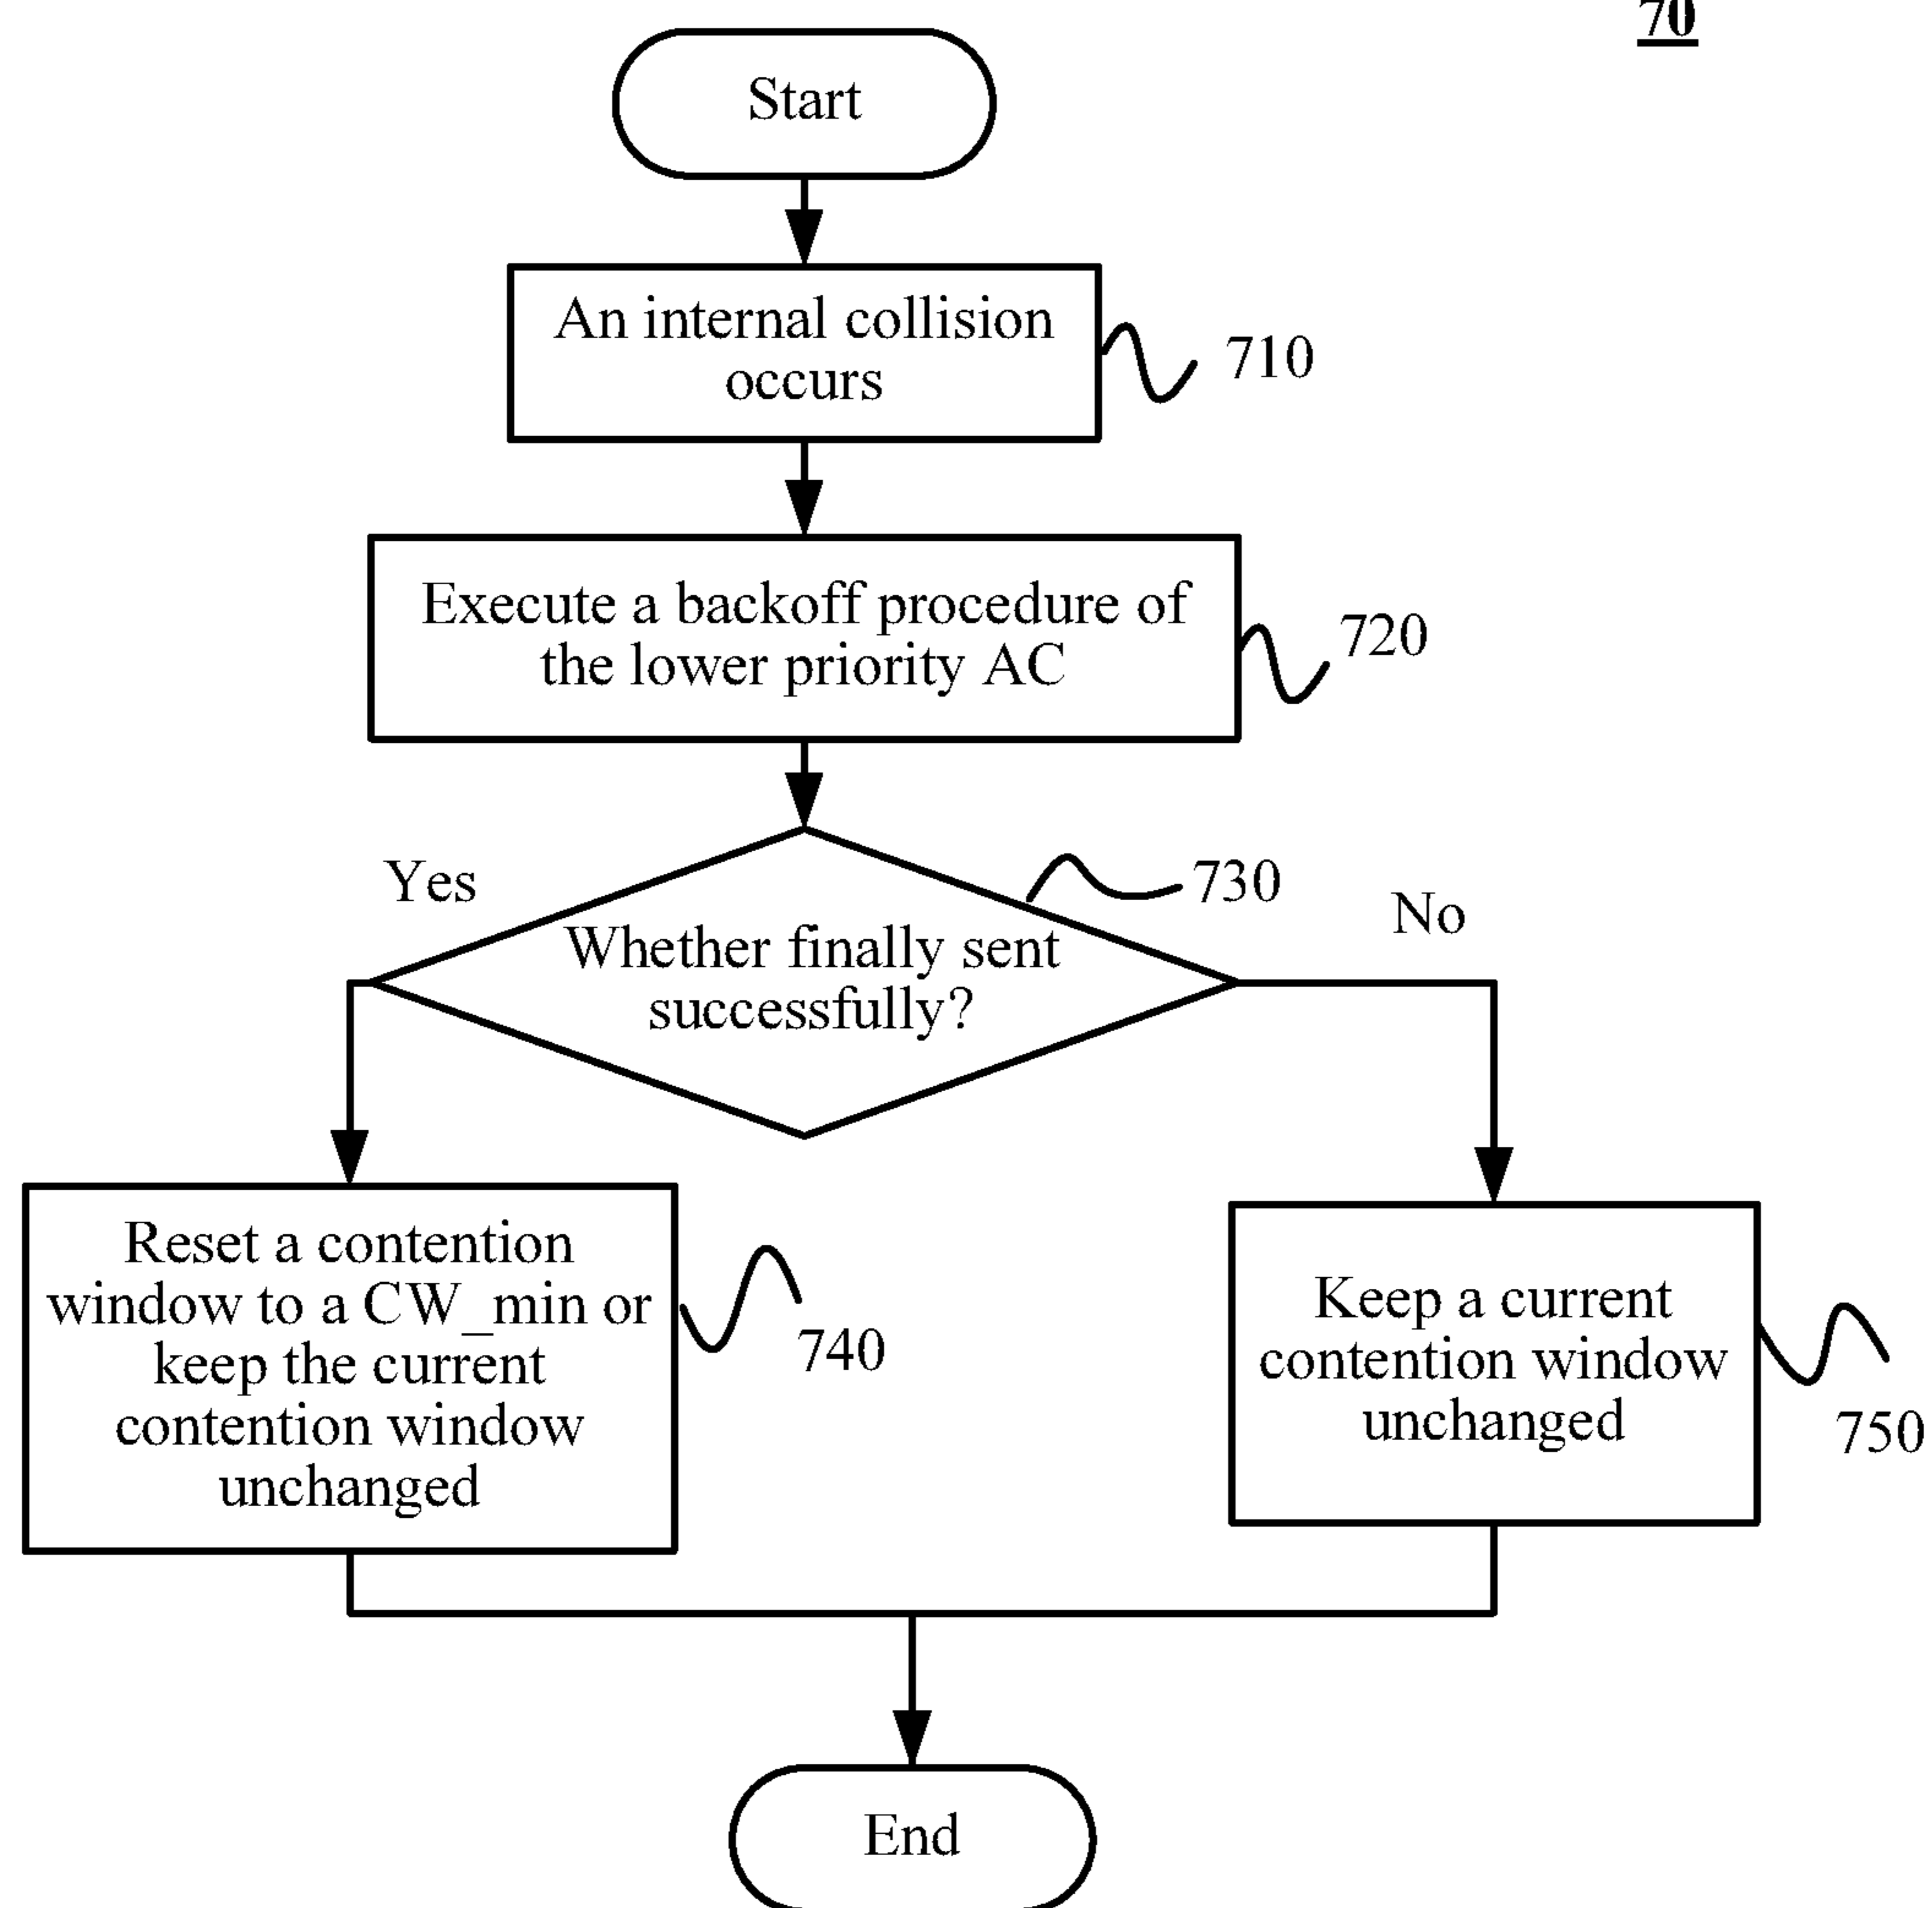 70
Start
An internal collision
occurs
710
Execute a backoff procedure of
the lower priority AC
720
Yes
730
No
Whether finally sent
successfully?
Reset a contention
window to a CW_min or
keep the current
contention window
unchanged
740
Keep a current
contention window
unchanged
750
End